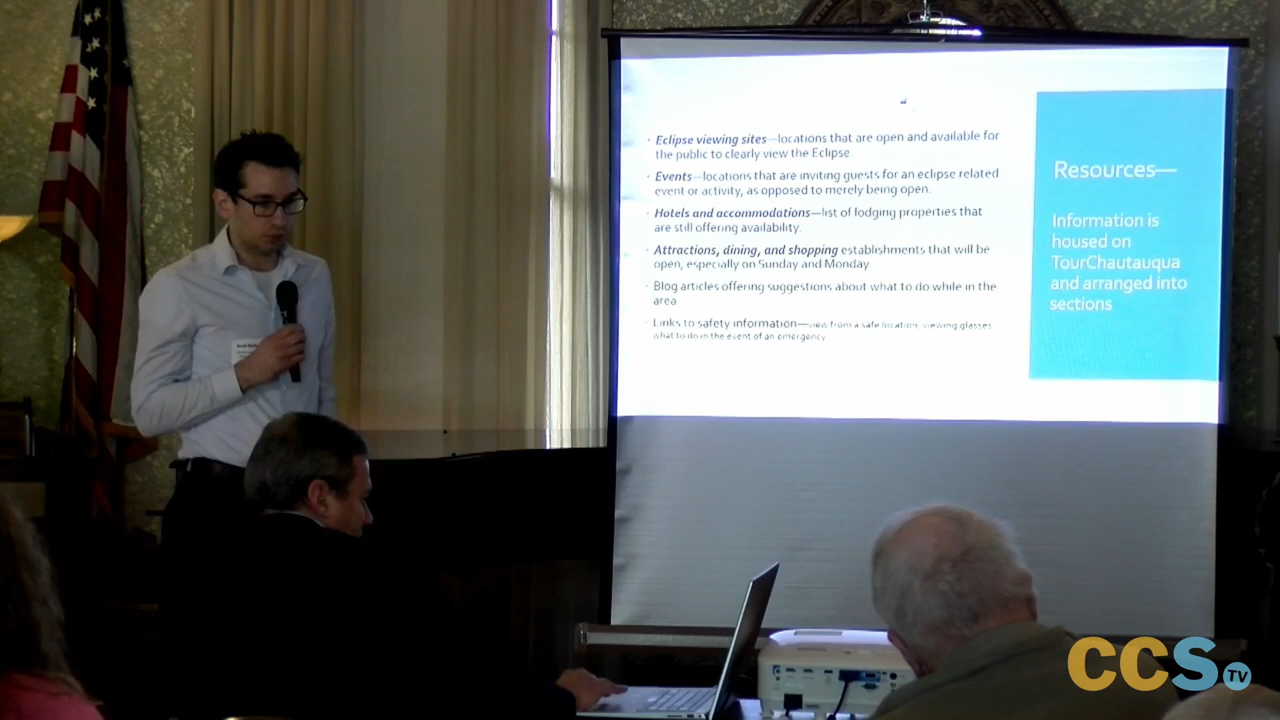 Eclipse viewing sites—locations that are open and available for
the public to clearly view the Eclipse.
Events—locations that are inviting guests for an eclipse related
event or activity, as opposed to merely being open.
Hotels and accommodations—list of lodging properties that
are still offering availability.
Attractions, dining, and shopping establishments that will be
open, especially on Sunday and Monday
Blog articles offering suggestions about what to do while in the
area
Links to safety information—view from a safe location, viewing glasses,
what to do in the event of an emergency
Resources—
Information is
housed on
TourChautauqua
and arranged into
sections
CCS TV